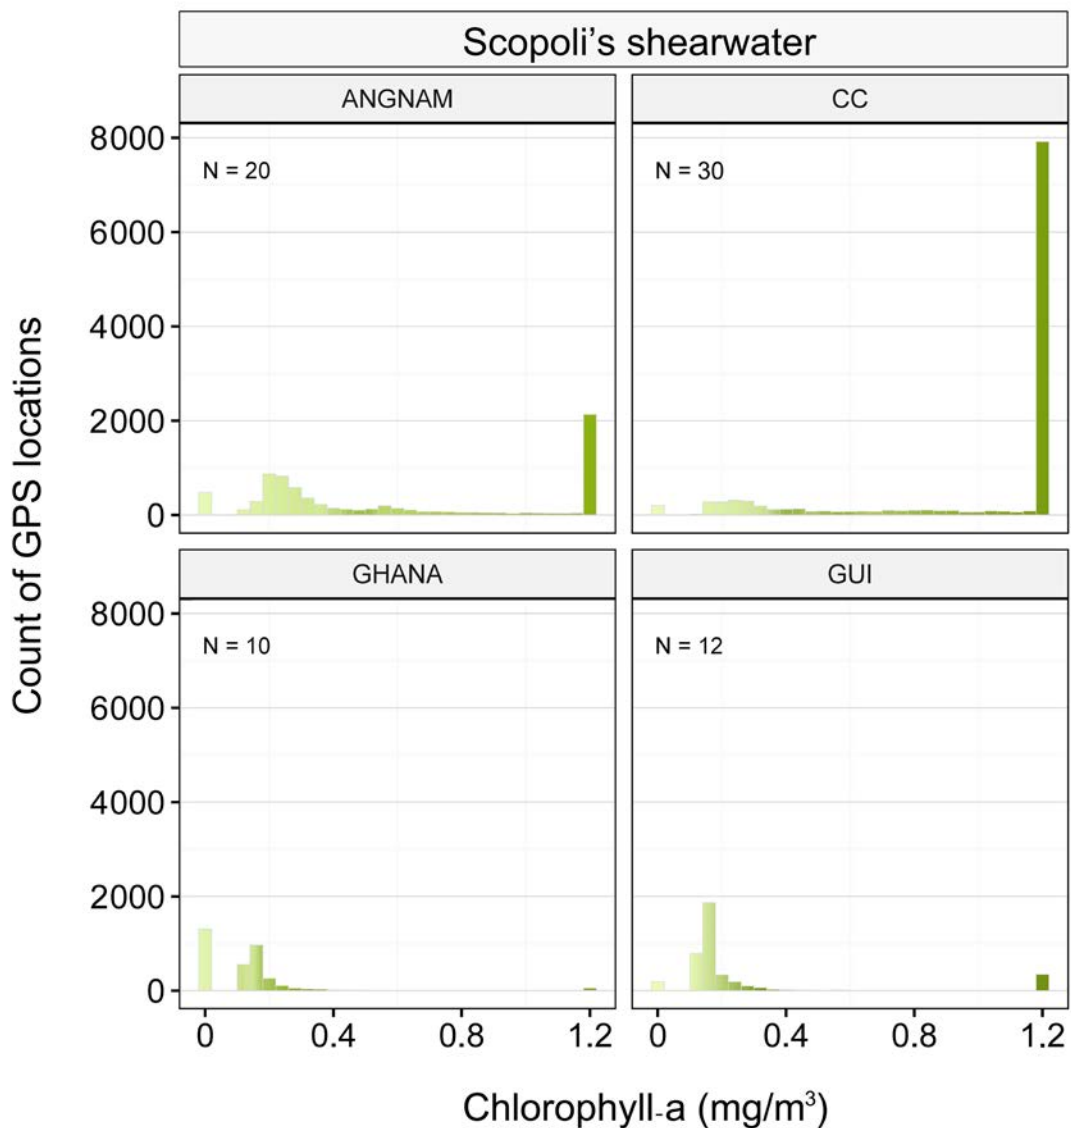 Scopoli’s shearwater
ANGNAM
CC
8000
6000
4000
2000
0
N = 20
N = 30
Count of GPS locations
GHANA
GUI
8000
6000
4000
2000
0
N = 10
N = 12
0 0.4 0.8 1.2
0 0.4 0.8 1.2
Chlorophyll-a (mg/m³)